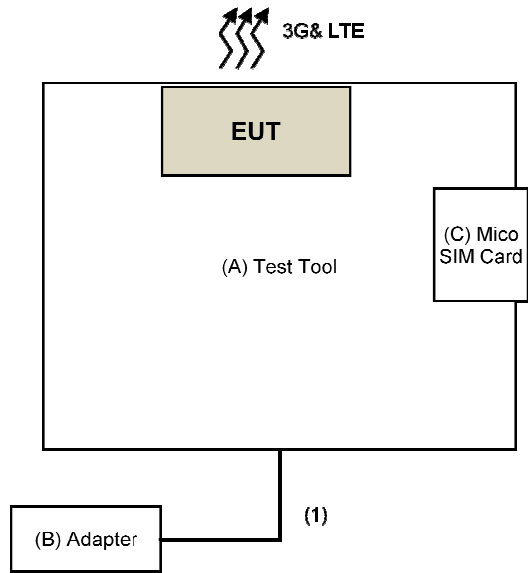 3G& LTE
EUT
(C) Mico
SIM Card
(A) Test Tool
(1)
(B) Adapter